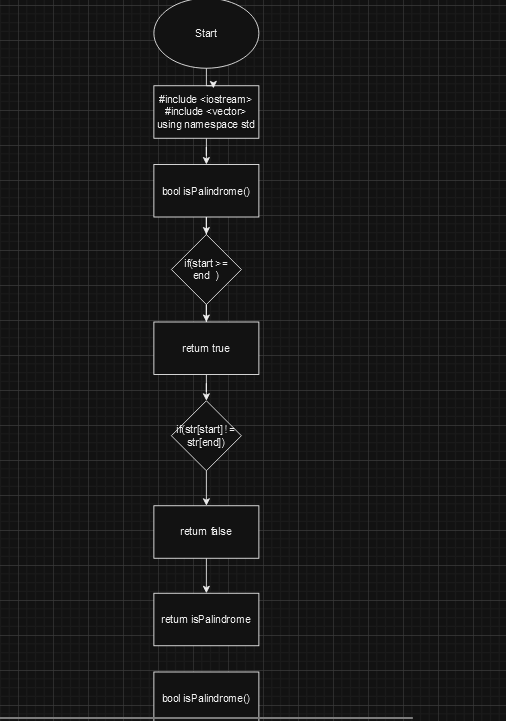 Start
#include <iostream>
#include <vector>
using namespace std
bool isPalindrome()
if(start >=
end )
return true
if(str[start] !=
str[end])
return false
return isPalindrome
bool isPalindrome()